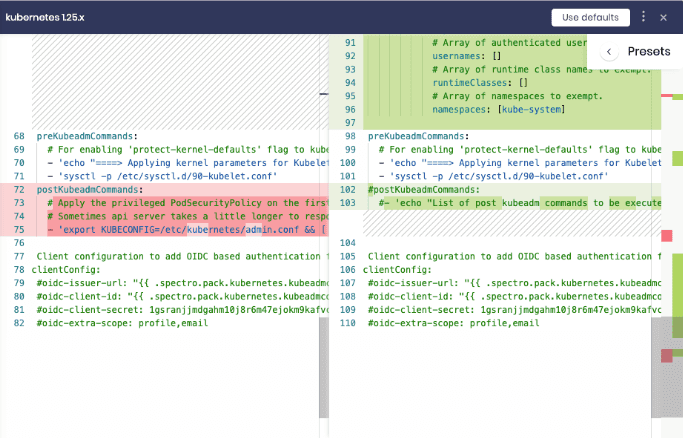 kubernetes 1.25.x
Use defaults
Presets
68 preKubeadmCommands:
69 # For enabling 'protect-kernel-defaults' flag to kube
70 - 'echo "====> Applying kernel parameters for Kubelet
71 - 'sysctl -p /etc/sysctl.d/90-kubelet.conf'
72 postKubeadmCommands:
73 # Apply the privileged PodSecurityPolicy on the first
74 # Sometimes api server takes a little longer to respo
75 - 'export KUBECONFIG=/etc/kubernetes/admin.conf && [
76
77 Client configuration to add OIDC based authentication f
78 clientConfig:
79 #oidc-issuer-url: "{{ .spectro.pack.kubernetes.kubeadmco
80 #oidc-client-id: "{{ .spectro.pack.kubernetes.kubeadmcon
81 #oidc-client-secret: 1gsranjjmdgahm10j8r6m47ejokm9kafvc
82 #oidc-extra-scope: profile,email
91 # Array of authenticated user
92 usernames: []
93 # Array of runtime class names to exempt.
94 runtimeClasses: []
95 # Array of namespaces to exempt.
96 namespaces: [kube-system]
97
98 preKubeadmCommands:
99 # For enabling 'protect-kernel-defaults' flag to kube
100 - 'echo "====> Applying kernel parameters for Kubelet
101 - 'sysctl -p /etc/sysctl.d/90-kubelet.conf'
102 #postKubeadmCommands:
103 #- 'echo "List of post kubeadm commands to be execute
104
105 Client configuration to add OIDC based authentication f
106 clientConfig:
107 #oidc-issuer-url: "{{ .spectro.pack.kubernetes.kubeadmco
108 #oidc-client-id: "{{ .spectro.pack.kubernetes.kubeadmcon
109 #oidc-client-secret: 1gsranjjmdgahm10j8r6m47ejokm9kafvc
110 #oidc-extra-scope: profile,email